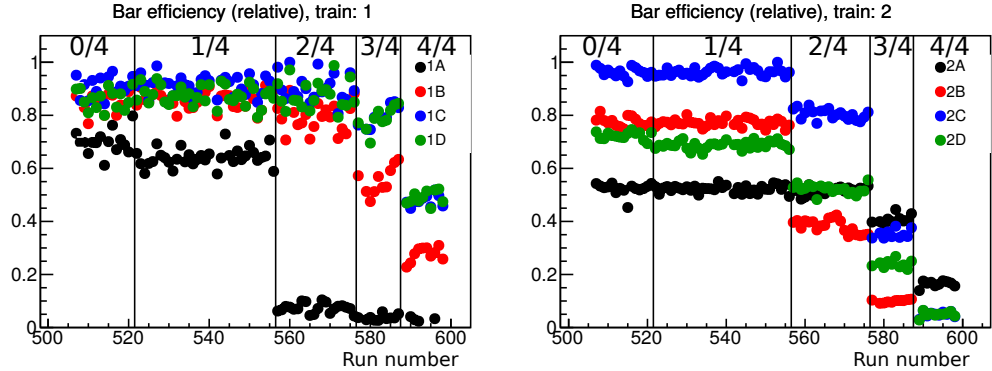 Bar efficiency (relative), train: 1
0/4 1/4 2/4 3/4 4/4
1
0.8
0.6
0.4
0.2
0
1A
1B
1C
1D
500 520 540 560 580 600
Run number
Bar efficiency (relative), train: 2
0/4 1/4 2/4 3/4 4/4
1
0.8
0.6
0.4
0.2
0
2A
2B
2C
2D
500 520 540 560 580 600
Run number